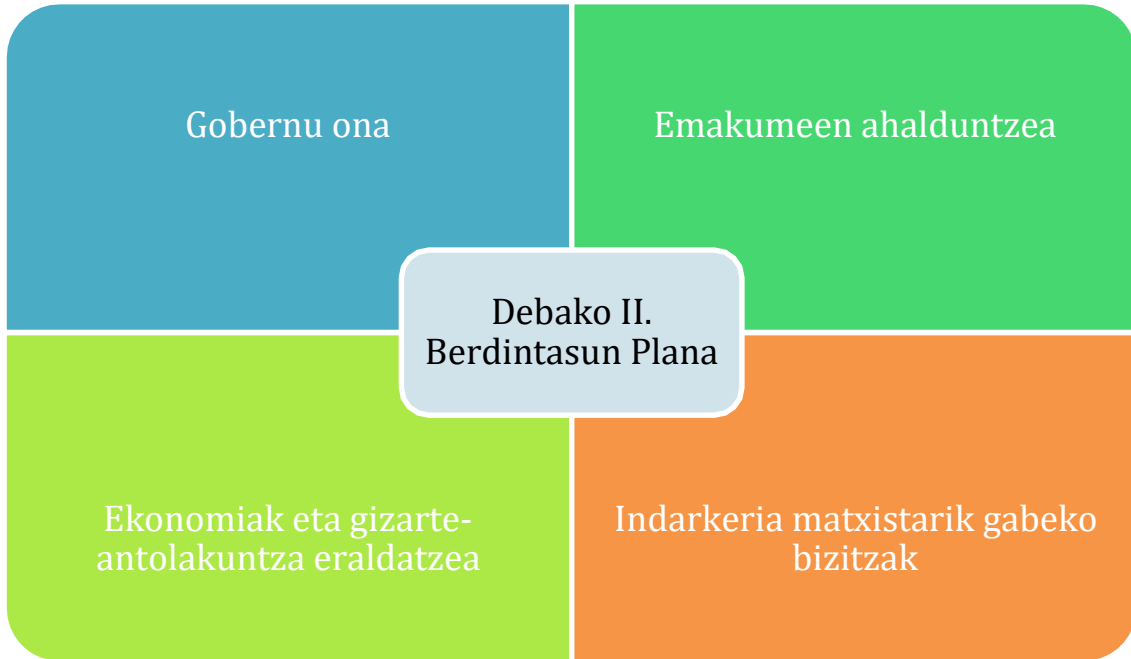 Gobernu ona
Emakumeen ahalduntzea
Debako II.
Berdintasun Plana
Ekonomiak eta gizarte-
antolakuntza eraldatzea
Indarkeria matxistarik gabeko
bizitzak